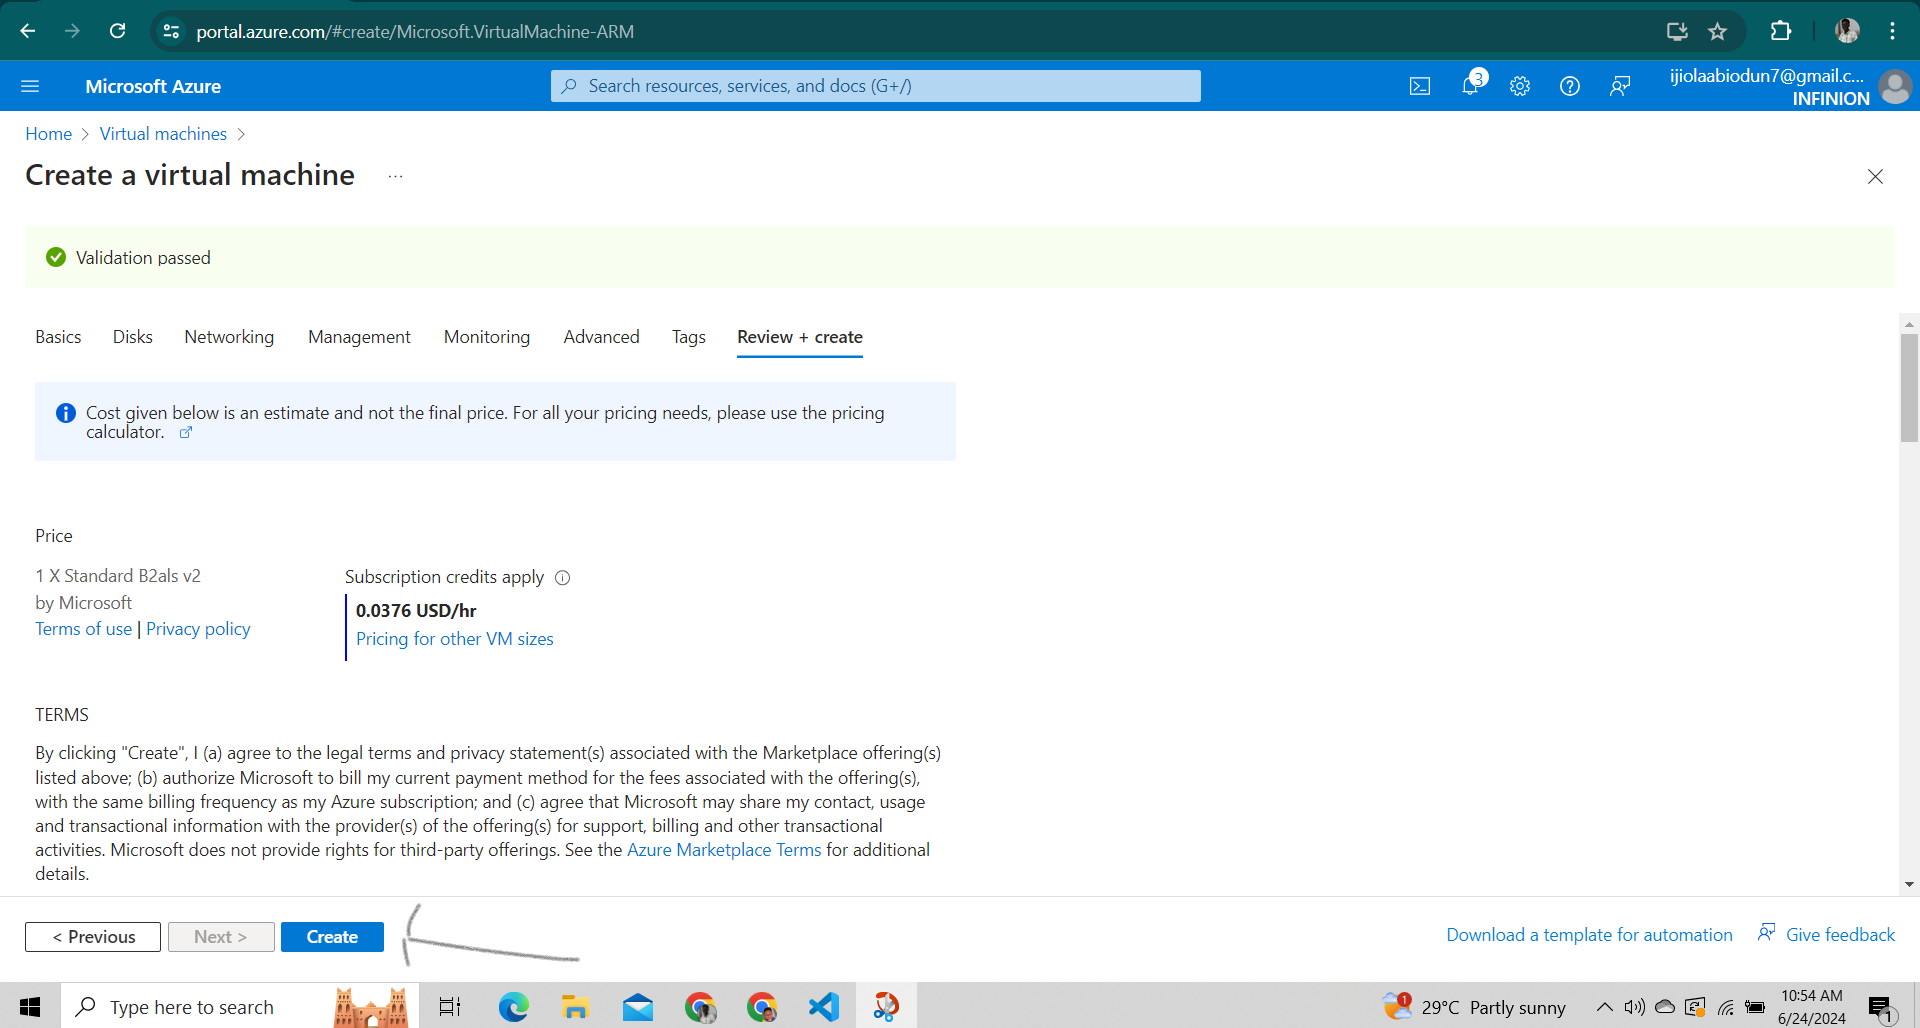 portal.azure.com/#create/Microsoft.VirtualMachine-ARM
Microsoft Azure
Search resources, services, and docs (G+/)
3
ijiolaabiodun7@gmail.c...
INFINION
Home > Virtual machines >
Create a virtual machine ...
Validation passed
Basics Disks Networking Management Monitoring Advanced Tags Review + create
Cost given below is an estimate and not the final price. For all your pricing needs, please use the pricing
calculator.
Price
1 X Standard B2als v2
by Microsoft
Terms of use | Privacy policy
Subscription credits apply
0.0376 USD/hr
Pricing for other VM sizes
TERMS
By clicking "Create", I (a) agree to the legal terms and privacy statement(s) associated with the Marketplace offering(s)
listed above; (b) authorize Microsoft to bill my current payment method for the fees associated with the offering(s),
with the same billing frequency as my Azure subscription; and (c) agree that Microsoft may share my contact, usage
and transactional information with the provider(s) of the offering(s) for support, billing and other transactional
activities. Microsoft does not provide rights for third-party offerings. See the Azure Marketplace Terms for additional
details.
< Previous Next > Create
Download a template for automation Give feedback
Type here to search
1
29°C Partly sunny
10:54 AM
6/24/2024
1